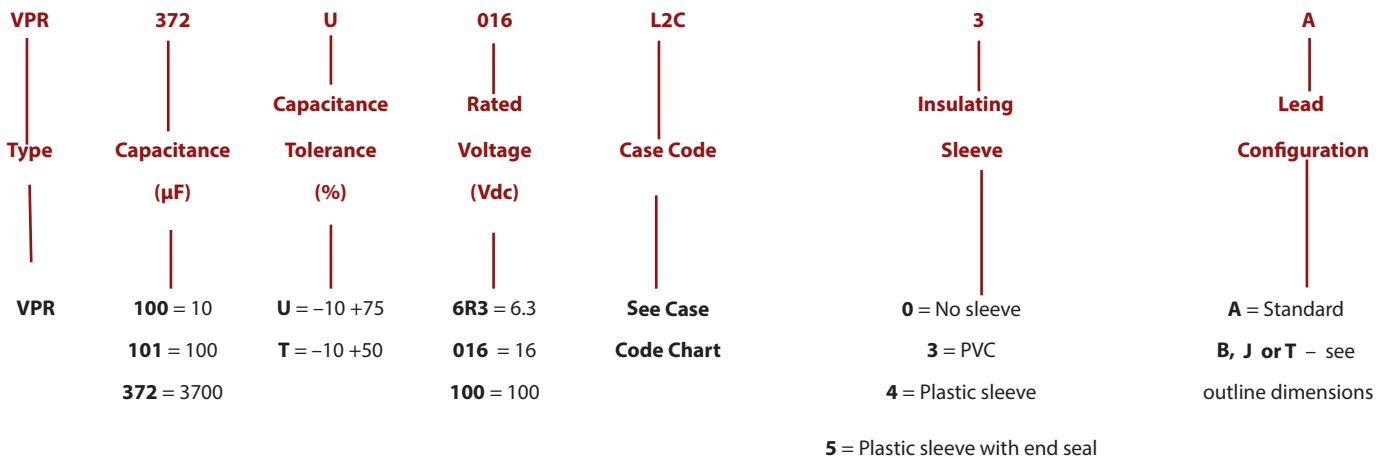 VPR 372 U 016 L2C 3 A
Capacitance Rated Insulating Lead
Type Capacitance Tolerance Voltage Case Code Sleeve Configuration
(µF) (%) (Vdc)
VPR 100 = 10 U = –10 +75 6R3 = 6.3 See Case 0 = No sleeve A = Standard
101 = 100 T = –10 +50 016 = 16 Code Chart 3 = PVC B, J or T – see
372 = 3700 100 = 100 4 = Plastic sleeve outline dimensions
5 = Plastic sleeve with end seal